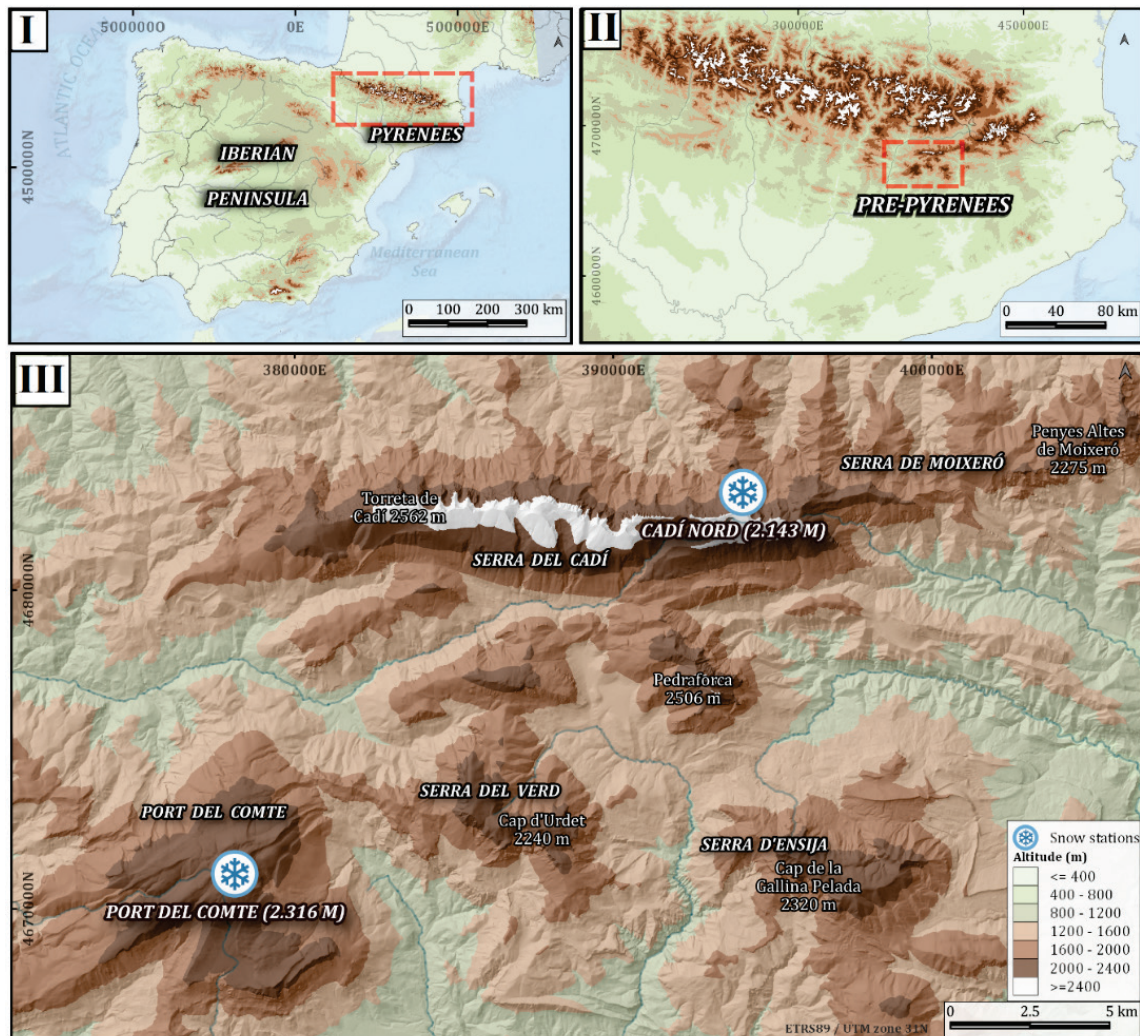 I
5000000W
0E
500000E
ATLANTIC OCEAN
4500000N
PYRENEES
IBERIAN
PENINSULA
Mediterranean
Sea
0 100 200 300 km
II
300000E
450000E
4700000N
4600000N
PRE-PYRENEES
0 40 80 km
III
380000E
390000E
400000E
4680000N
4670000N
Penyes Altes
de Moixeró
2275 m
SERRA DE MOIXERÓ
Torreta de
Cadí 2562 m
CADÍ NORD (2.143 M)
SERRA DEL CADÍ
Pedraforca
2506 m
SERRA DEL VERD
Cap d'Urdet
2240 m
PORT DEL COMTE
PORT DEL COMTE (2.316 M)
SERRA D'ENSIJA
Cap de la
Gallina Pelada
2320 m
Snow stations
Altitude (m)
<= 400
400 - 800
800 - 1200
1200 - 1600
1600 - 2000
2000 - 2400
>=2400
0 2.5 5 km
ETRS89 / UTM zone 31N